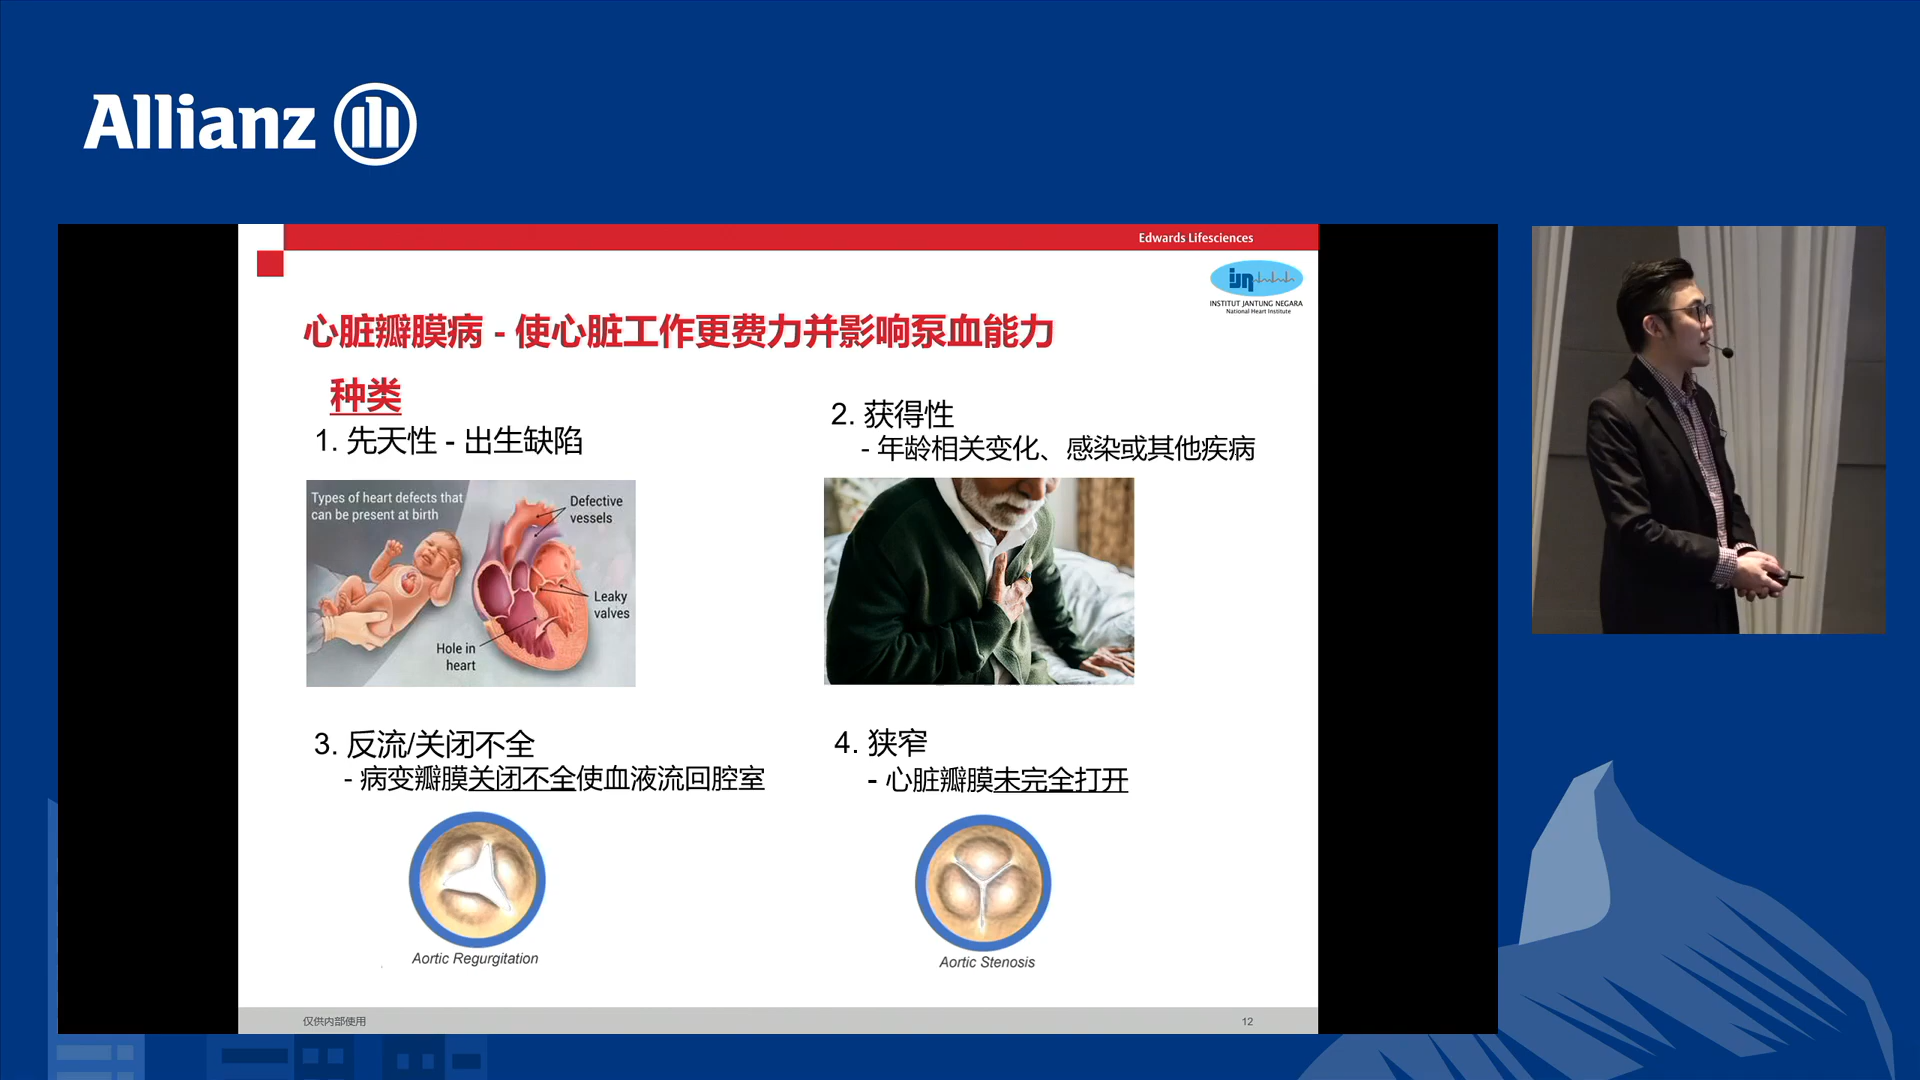 Allianz
Edwards Lifesciences
ijn
INSTITUT JANTUNG NEGARA
National Heart Institute
心脏瓣膜病 - 使心脏工作更费力并影响泵血能力
种类
1. 先天性 - 出生缺陷
2. 获得性
- 年龄相关变化、感染或其他疾病
Types of heart defects that
can be present at birth
Defective
vessels
Leaky
valves
Hole in
heart
3. 反流/关闭不全
- 病变瓣膜关闭不全使血液流回腔室
4. 狭窄
- 心脏瓣膜未完全打开
Aortic Regurgitation
Aortic Stenosis
仅供内部使用
12